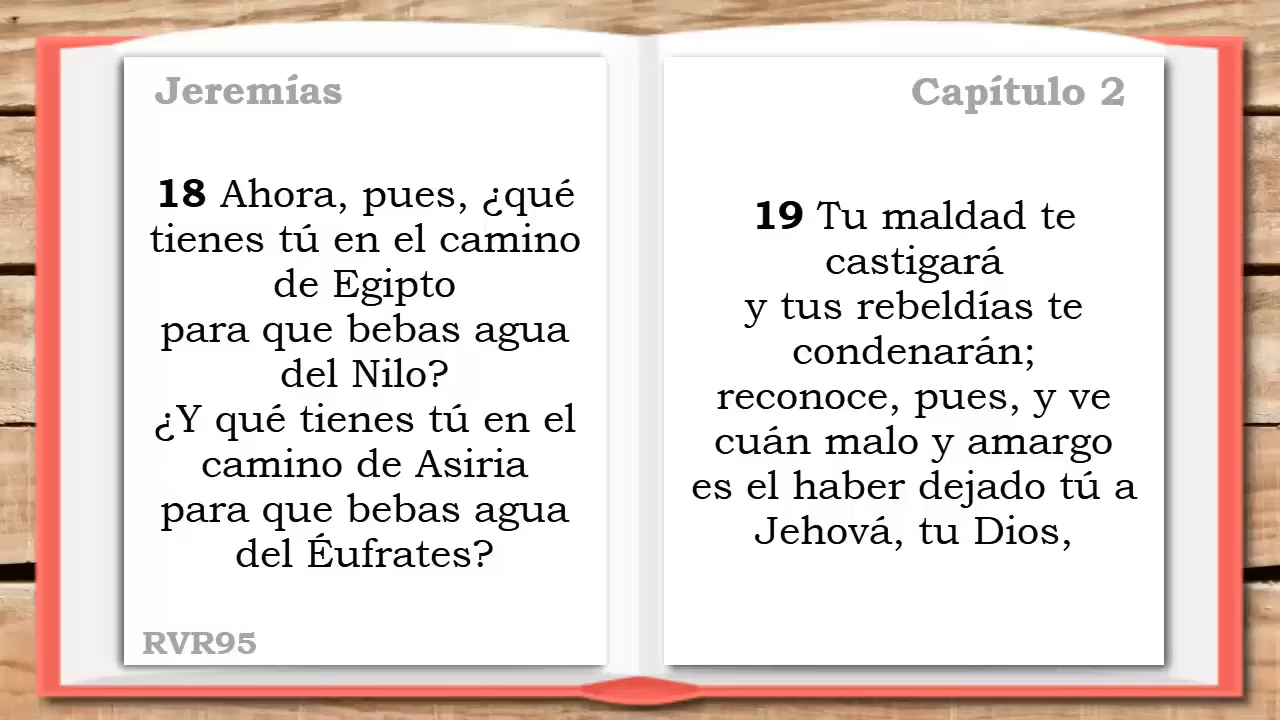 Jeremías
18 Ahora, pues, ¿qué
tienes tú en el camino
de Egipto
para que bebas agua
del Nilo?
¿Y qué tienes tú en el
camino de Asiria
para que bebas agua
del Éufrates?
RVR95
Capítulo 2
19 Tu maldad te
castigará
y tus rebeldías te
condenarán;
reconoce, pues, y ve
cuán malo y amargo
es el haber dejado tú a
Jehová, tu Dios,